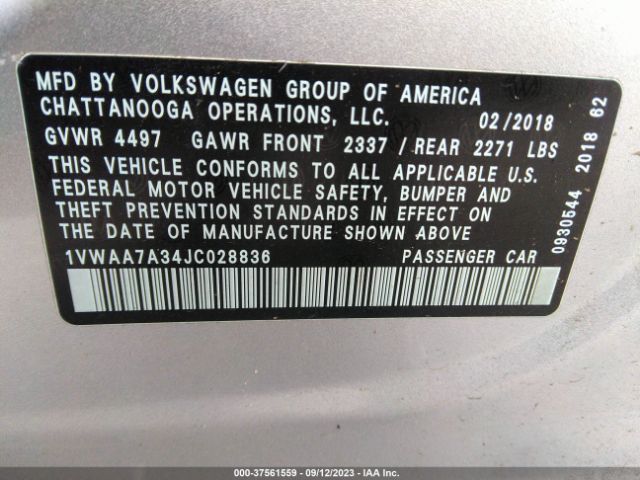 MFD BY VOLKSWAGEN GROUP OF AMERICA
CHATTANOOGA OPERATIONS, LLC. 02/2018
GVWR 4497 GAWR FRONT 2337 / REAR 2271 LBS
THIS VEHICLE CONFORMS TO ALL APPLICABLE U.S.
FEDERAL MOTOR VEHICLE SAFETY, BUMPER AND
THEFT PREVENTION STANDARDS IN EFFECT ON
THE DATE OF MANUFACTURE SHOWN ABOVE
1VWAA7A34JC028836 PASSENGER CAR
0930544 2018 62
000-37561559 - 09/12/2023 - IAA Inc.